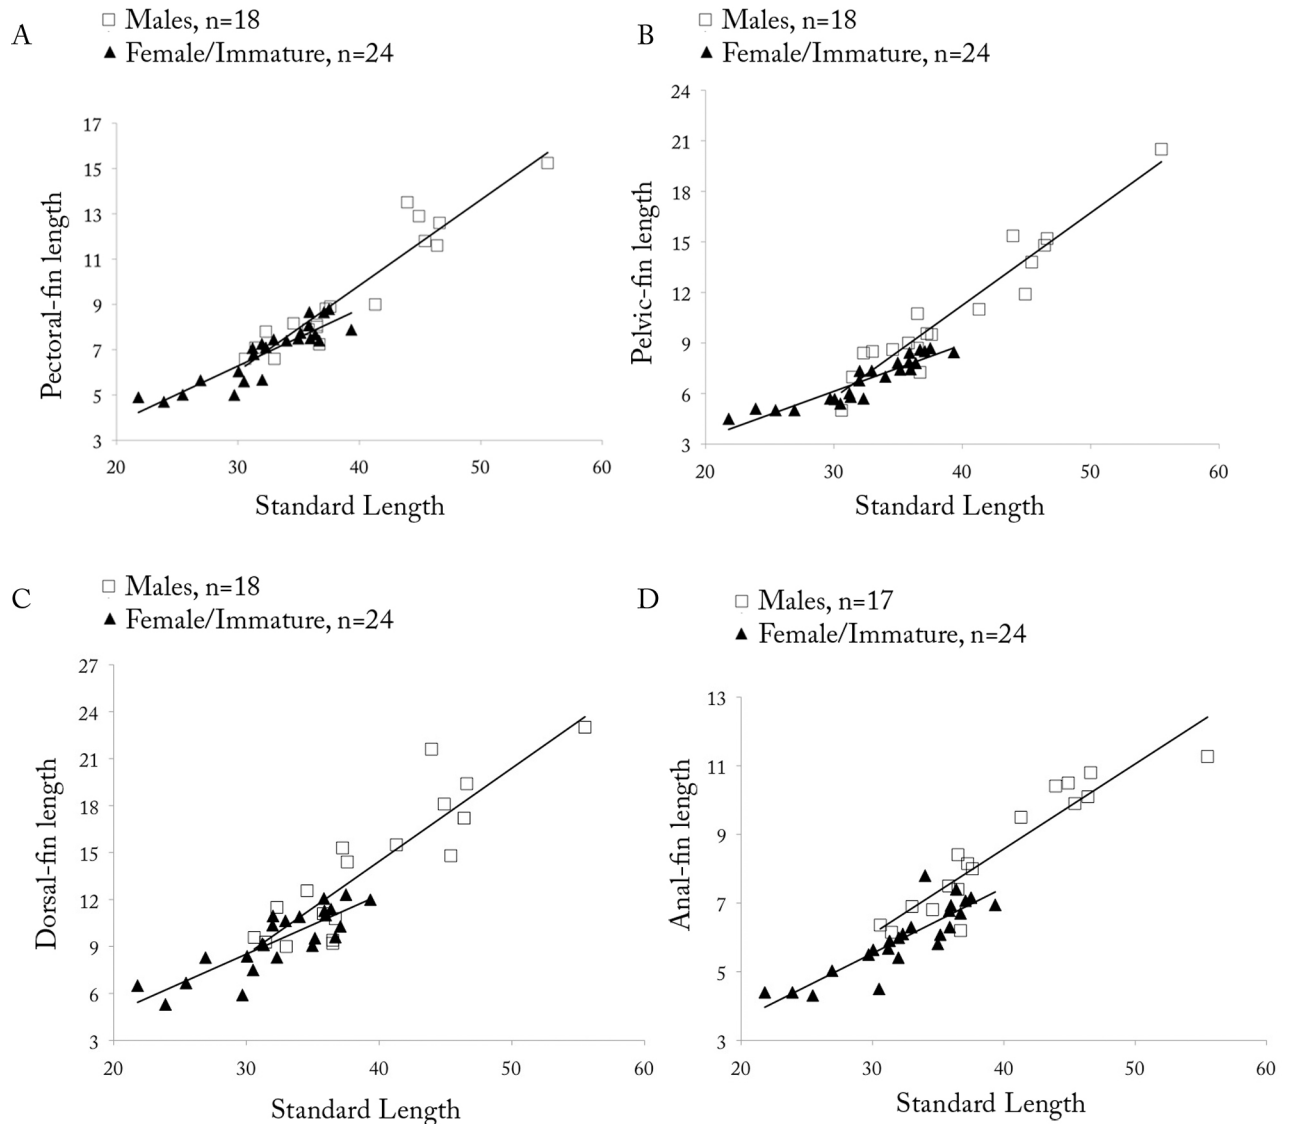 A
Males, n=18
Female/Immature, n=24
17
15
13
11
9
7
5
3
Pectoral-fin length
20 30 40 50 60
Standard Length
B
Males, n=18
Female/Immature, n=24
24
21
18
15
12
9
6
3
Pelvic-fin length
20 30 40 50 60
Standard Length
C
Males, n=18
Female/Immature, n=24
27
24
21
18
15
12
9
6
3
Dorsal-fin length
20 30 40 50 60
Standard Length
D
Males, n=17
Female/Immature, n=24
13
11
9
7
5
3
Anal-fin length
20 30 40 50 60
Standard Length